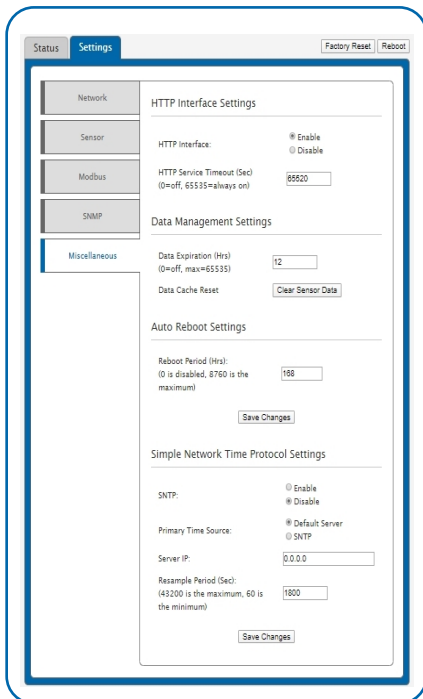 Status Settings Factory Reset Reboot
Network
Sensor
Modbus
SNMP
Miscellaneous
HTTP Interface Settings
HTTP Interface: Enable
Disable
HTTP Service Timeout (Sec)
(0=off, 65535=always on) 65520
Data Management Settings
Data Expiration (Hrs)
(0=off, max=65535) 12
Data Cache Reset Clear Sensor Data
Auto Reboot Settings
Reboot Period (Hrs):
(0 is disabled, 8760 is the
maximum) 168
Save Changes
Simple Network Time Protocol Settings
SNTP: Enable
Disable
Primary Time Source: Default Server
SNTP
Server IP: 0.0.0.0
Resample Period (Sec):
(43200 is the maximum, 60 is
the minimum) 1800
Save Changes